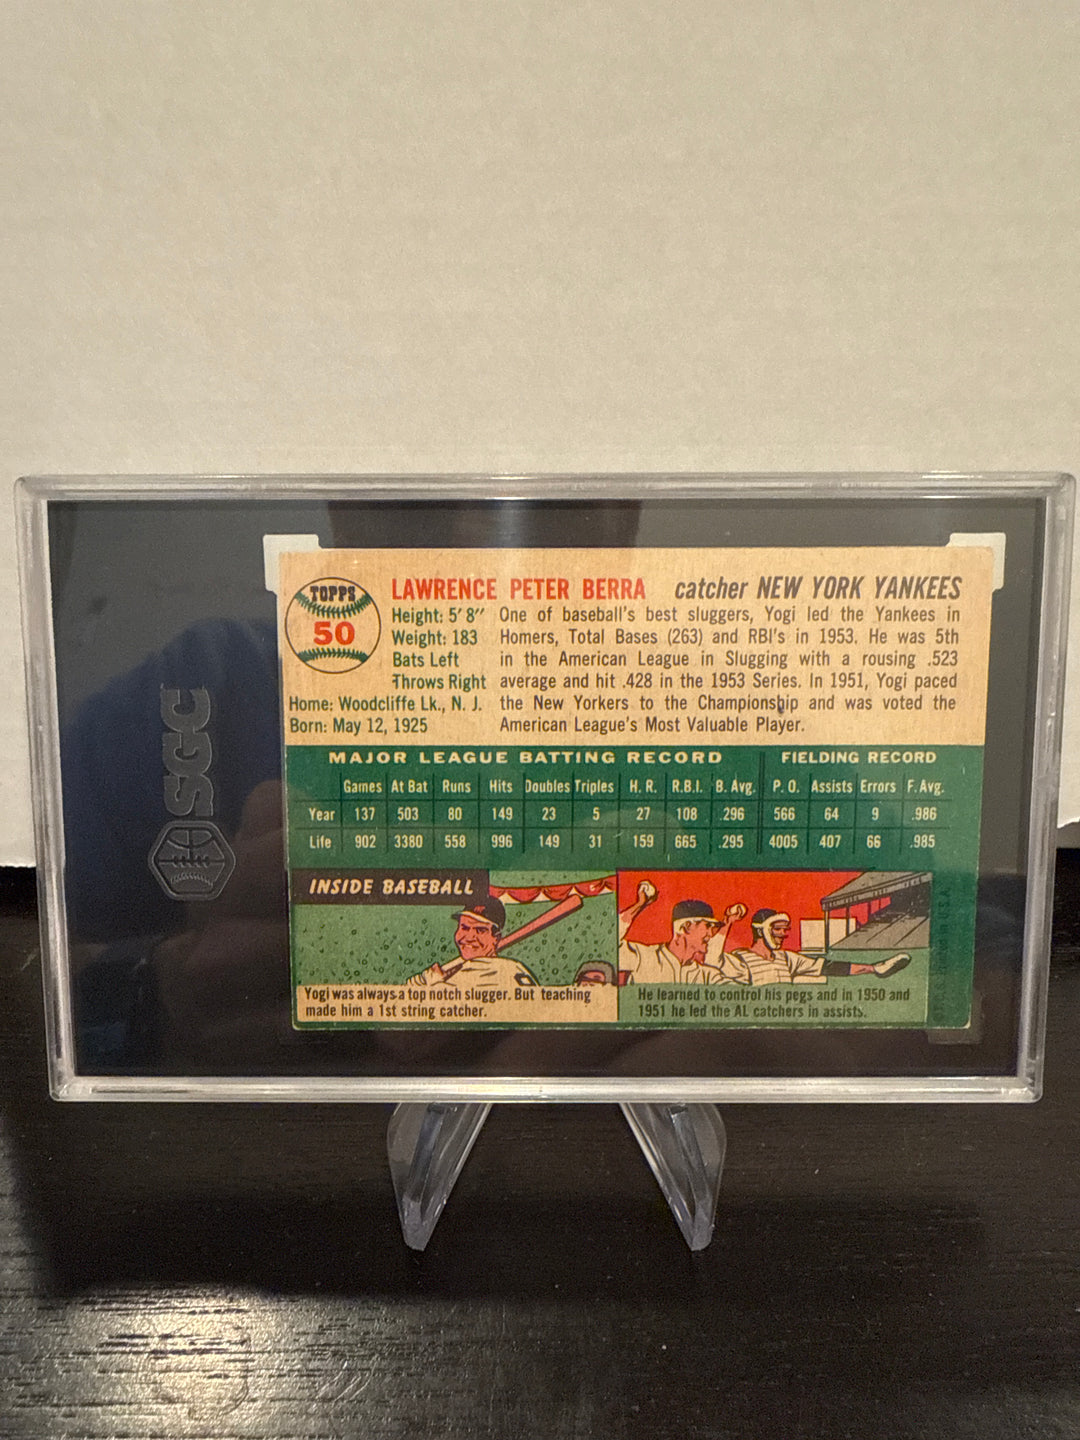 SGC
TOPPS
50
LAWRENCE PETER BERRA catcher NEW YORK YANKEES
Height: 5' 8″
Weight: 183
Bats Left
Throws Right
Home: Woodcliffe Lk., N. J.
Born: May 12, 1925
One of baseball's best sluggers, Yogi led the Yankees in
Homers, Total Bases (263) and RBI's in 1953. He was 5th
in the American League in Slugging with a rousing .523
average and hit .428 in the 1953 Series. In 1951, Yogi paced
the New Yorkers to the Championship and was voted the
American League's Most Valuable Player.
MAJOR LEAGUE BATTING RECORD FIELDING RECORD
Games At Bat Runs Hits Doubles Triples H. R. R.B.I. B. Avg. P. O. Assists Errors F. Avg.
Year 137 503 80 149 23 5 27 108 .296 566 64 9 .986
Life 902 3380 558 996 149 31 159 665 .295 4005 407 66 .985
INSIDE BASEBALL
Yogi was always a top notch slugger. But teaching
made him a 1st string catcher.
He learned to control his pegs and in 1950 and
1951 he led the AL catchers in assists.
Printed in U.S.A.